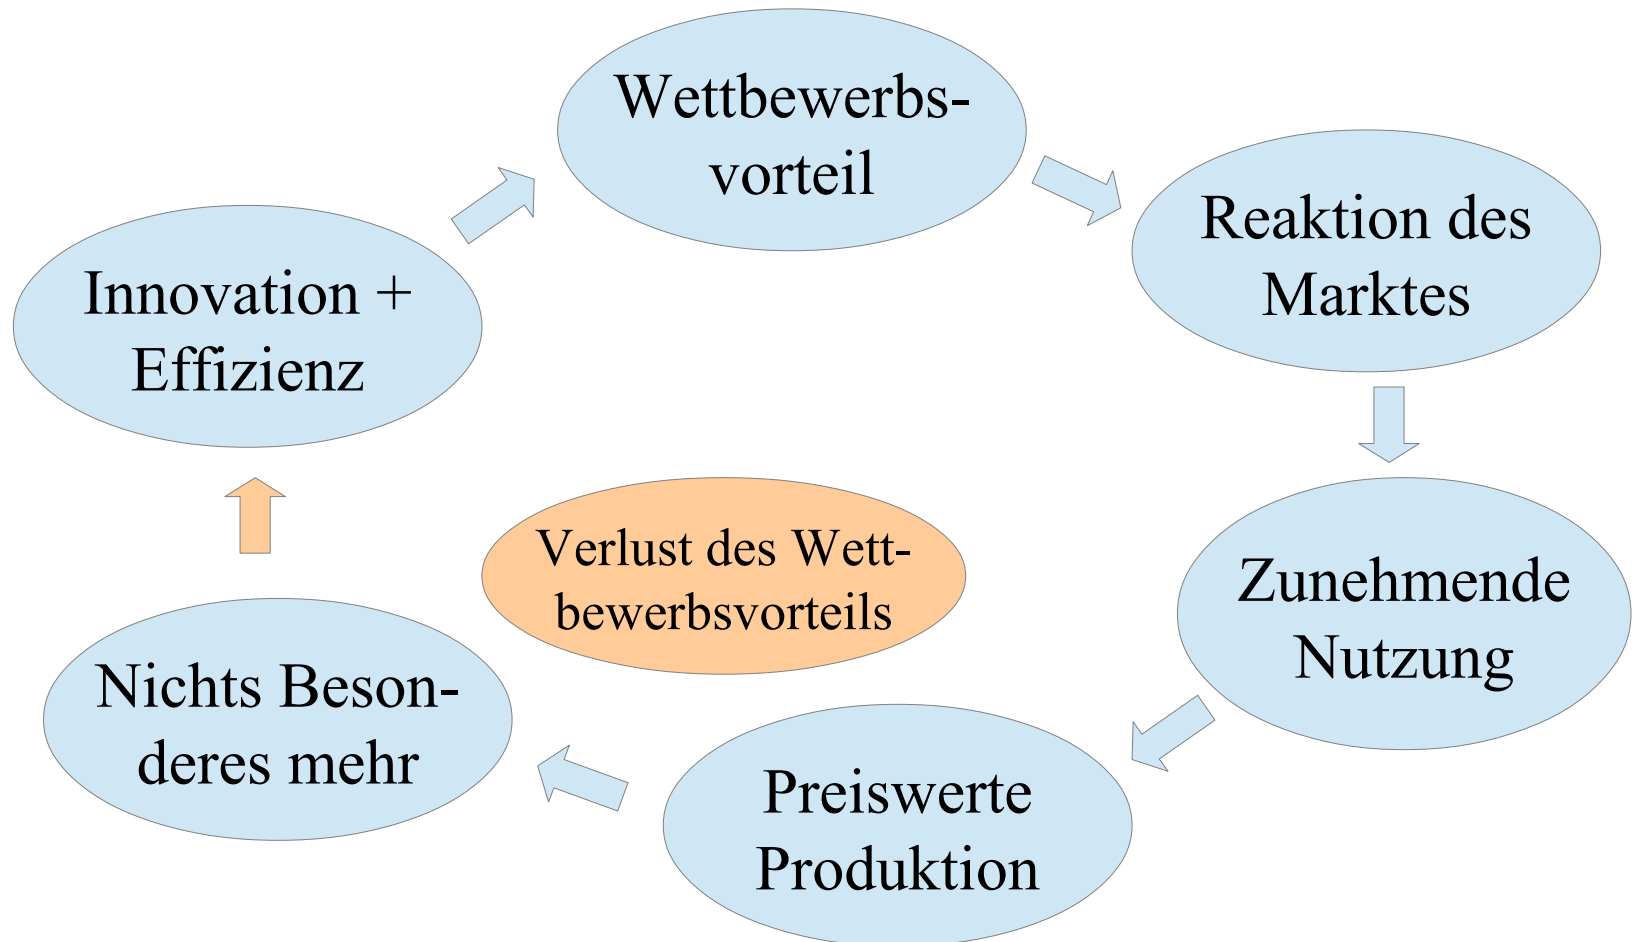 Wettbewerbs-
vorteil
Reaktion des
Marktes
Innovation +
Effizienz
Verlust des Wett-
bewerbsvorteils
Zunehmende
Nutzung
Nichts Beson-
deres mehr
Preiswerte
Produktion